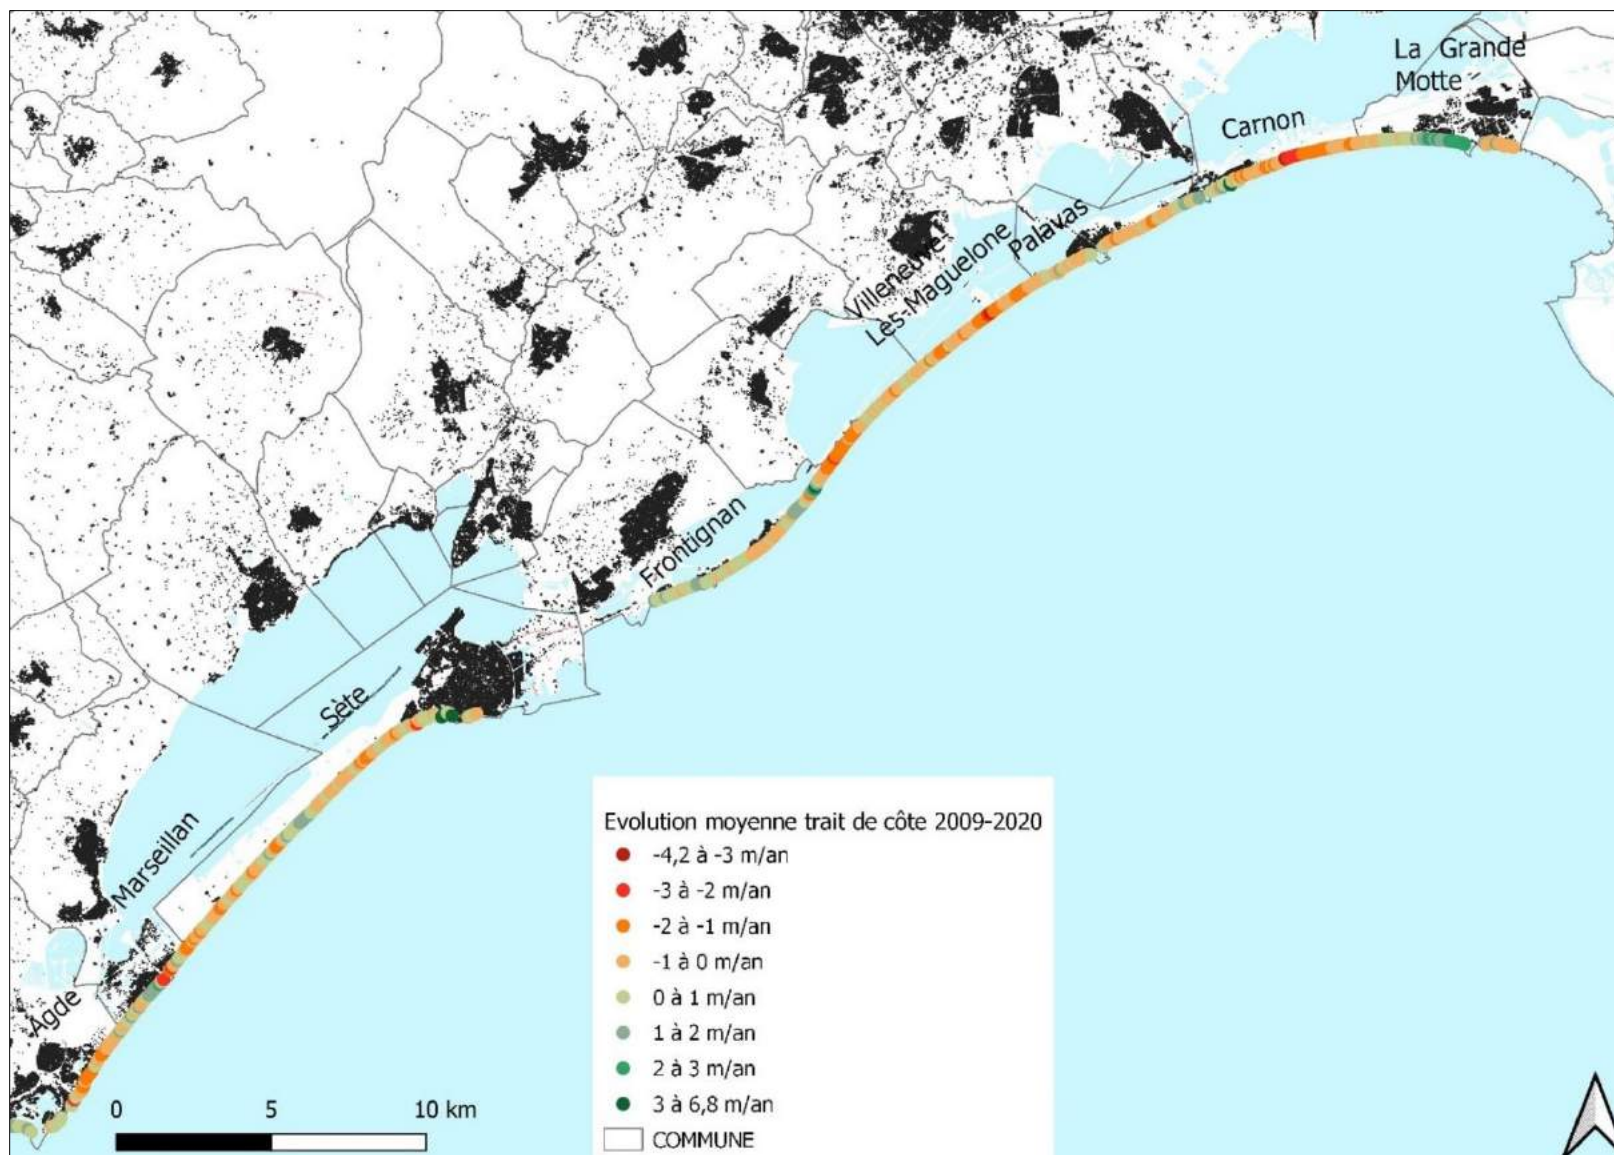 La Grande
Motte
Carnon
Palavas
Villeneuve-
Les-Maguelone
Frontignan
Sète
Marseillan
Agde
Evolution moyenne trait de côte 2009-2020
-4,2 à -3 m/an
-3 à -2 m/an
-2 à -1 m/an
-1 à 0 m/an
0 à 1 m/an
1 à 2 m/an
2 à 3 m/an
3 à 6,8 m/an
COMMUNE
0 5 10 km